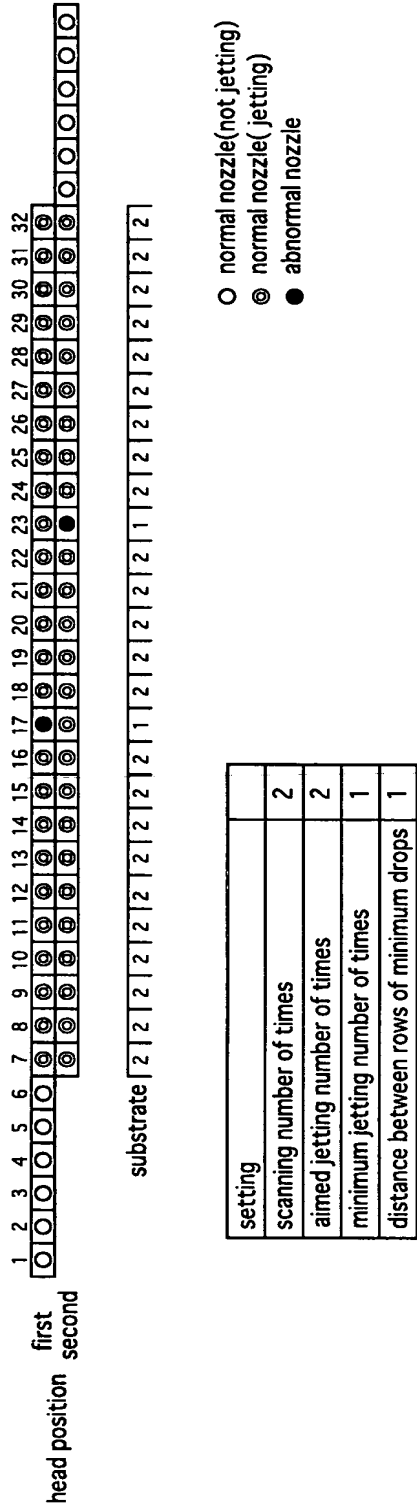 1 2 3 4 5 6 7 8 9 10 11 12 13 14 15 16 17 18 19 20 21 22 23 24 25 26 27 28 29 30 31 32
head position first
second
substrate 2 2 2 2 2 2 2 2 2 2 1 2 2 2 2 2 1 2 2 2 2 2 2 2 2 2
normal nozzle(not jetting)
normal nozzle( jetting)
abnormal nozzle
setting
scanning number of times 2
aimed jetting number of times 2
minimum jetting number of times 1
distance between rows of minimum drops 1